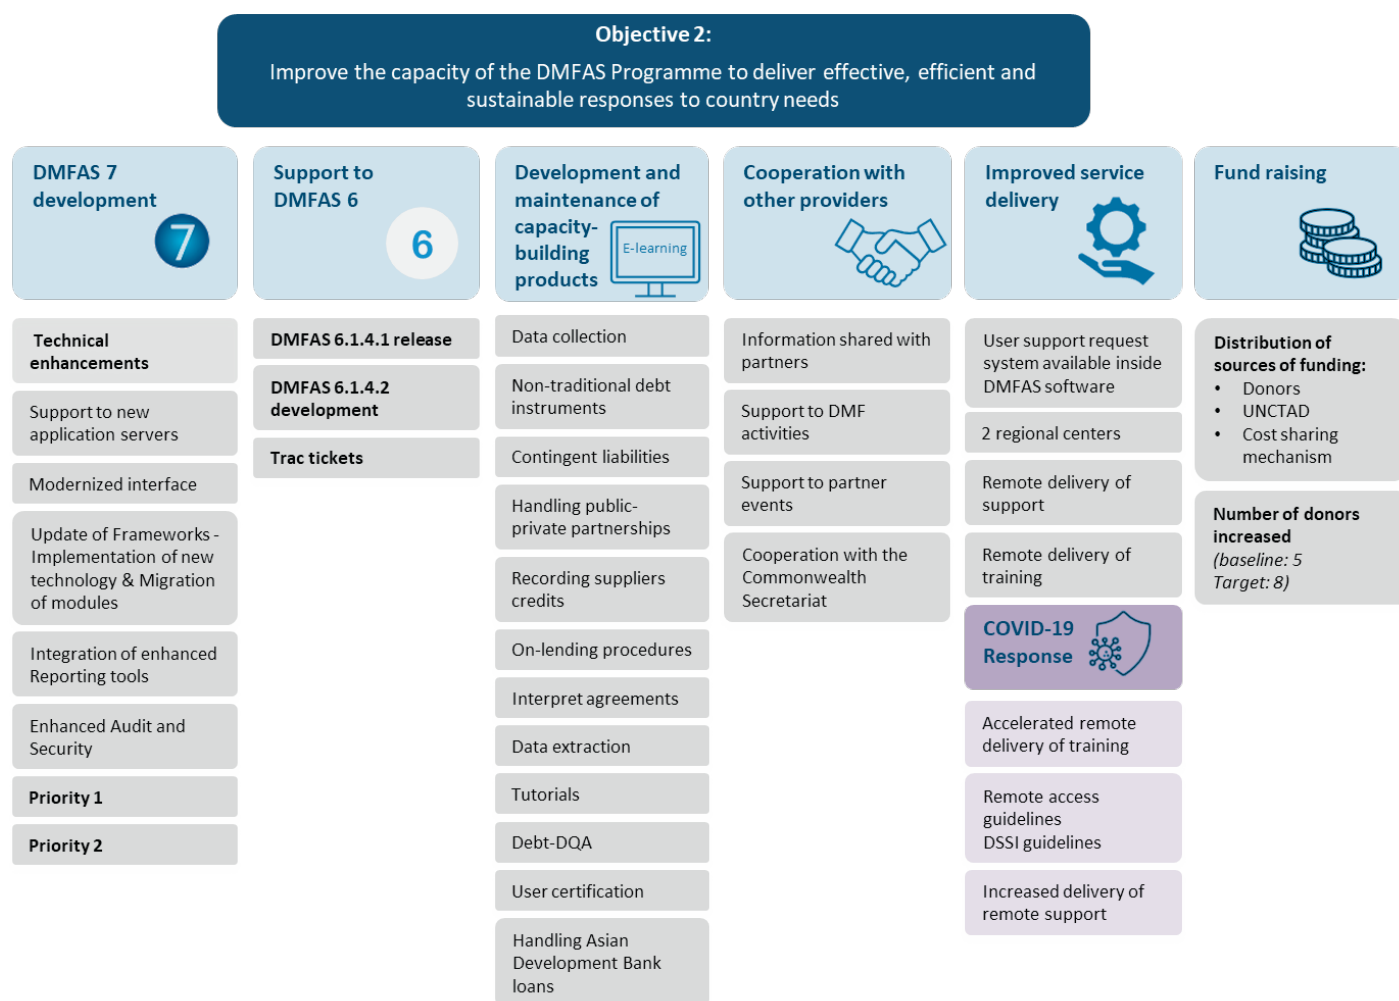 Objective 2:
Improve the capacity of the DMFAS Programme to deliver effective, efficient and
sustainable responses to country needs
DMFAS 7
development
7
Technical
enhancements
Support to new
application servers
Modernized interface
Update of Frameworks -
Implementation of new
technology & Migration
of modules
Integration of enhanced
Reporting tools
Enhanced Audit and
Security
Priority 1
Priority 2
Support to
DMFAS 6
6
DMFAS 6.1.4.1 release
DMFAS 6.1.4.2
development
Trac tickets
Development and
maintenance of
capacity-
building
products
E-learning
Data collection
Non-traditional debt
instruments
Contingent liabilities
Handling public-
private partnerships
Recording suppliers
credits
On-lending procedures
Interpret agreements
Data extraction
Tutorials
Debt-DQA
User certification
Handling Asian
Development Bank
loans
Cooperation with
other providers
Information shared with
partners
Support to DMF
activities
Support to partner
events
Cooperation with the
Commonwealth
Secretariat
Improved service
delivery
User support request
system available inside
DMFAS software
2 regional centers
Remote delivery of
support
Remote delivery of
training
COVID-19
Response
Accelerated remote
delivery of training
Remote access
guidelines
DSSI guidelines
Increased delivery of
remote support
Fund raising
Distribution of
sources of funding:
• Donors
• UNCTAD
• Cost sharing
mechanism
Number of donors
increased
(baseline: 5
Target: 8)